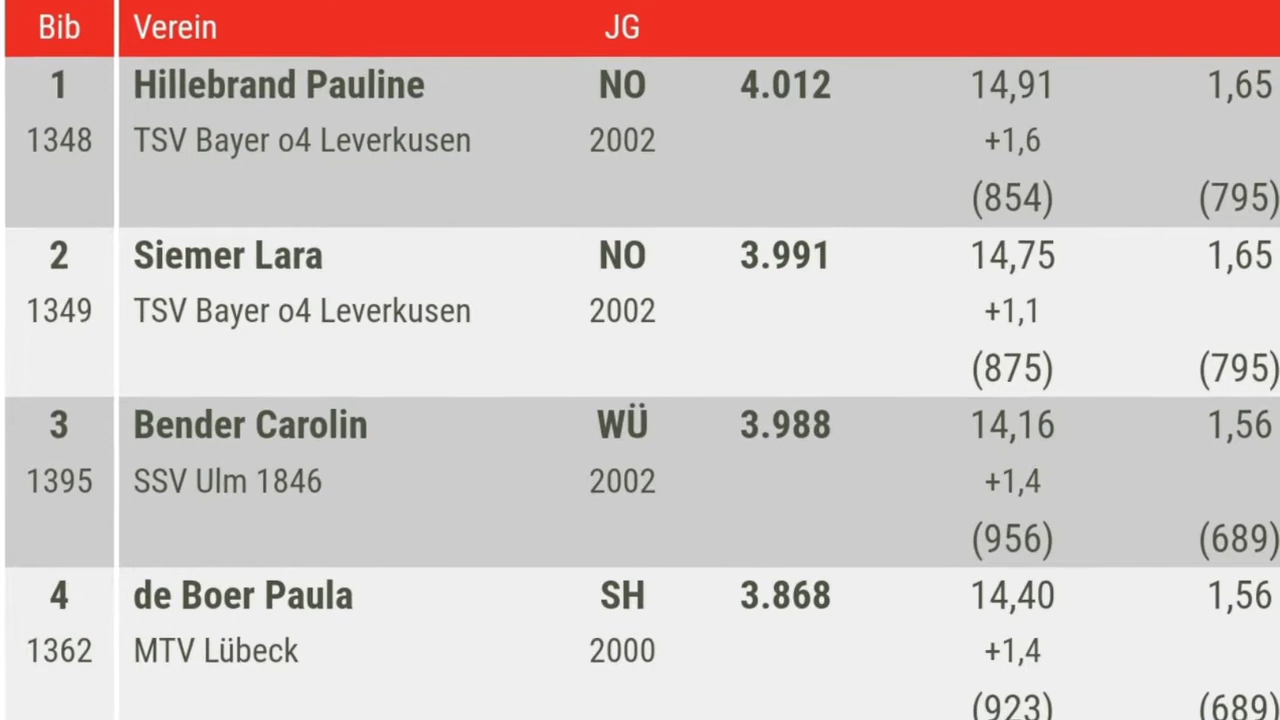 Bib Verein JG
1 Hillebrand Pauline NO 4.012 14,91 1,65
1348 TSV Bayer o4 Leverkusen 2002 +1,6
(854) (795)
2 Siemer Lara NO 3.991 14,75 1,65
1349 TSV Bayer o4 Leverkusen 2002 +1,1
(875) (795)
3 Bender Carolin WÜ 3.988 14,16 1,56
1395 SSV Ulm 1846 2002 +1,4
(956) (689)
4 de Boer Paula SH 3.868 14,40 1,56
1362 MTV Lübeck 2000 +1,4
(923) (689)